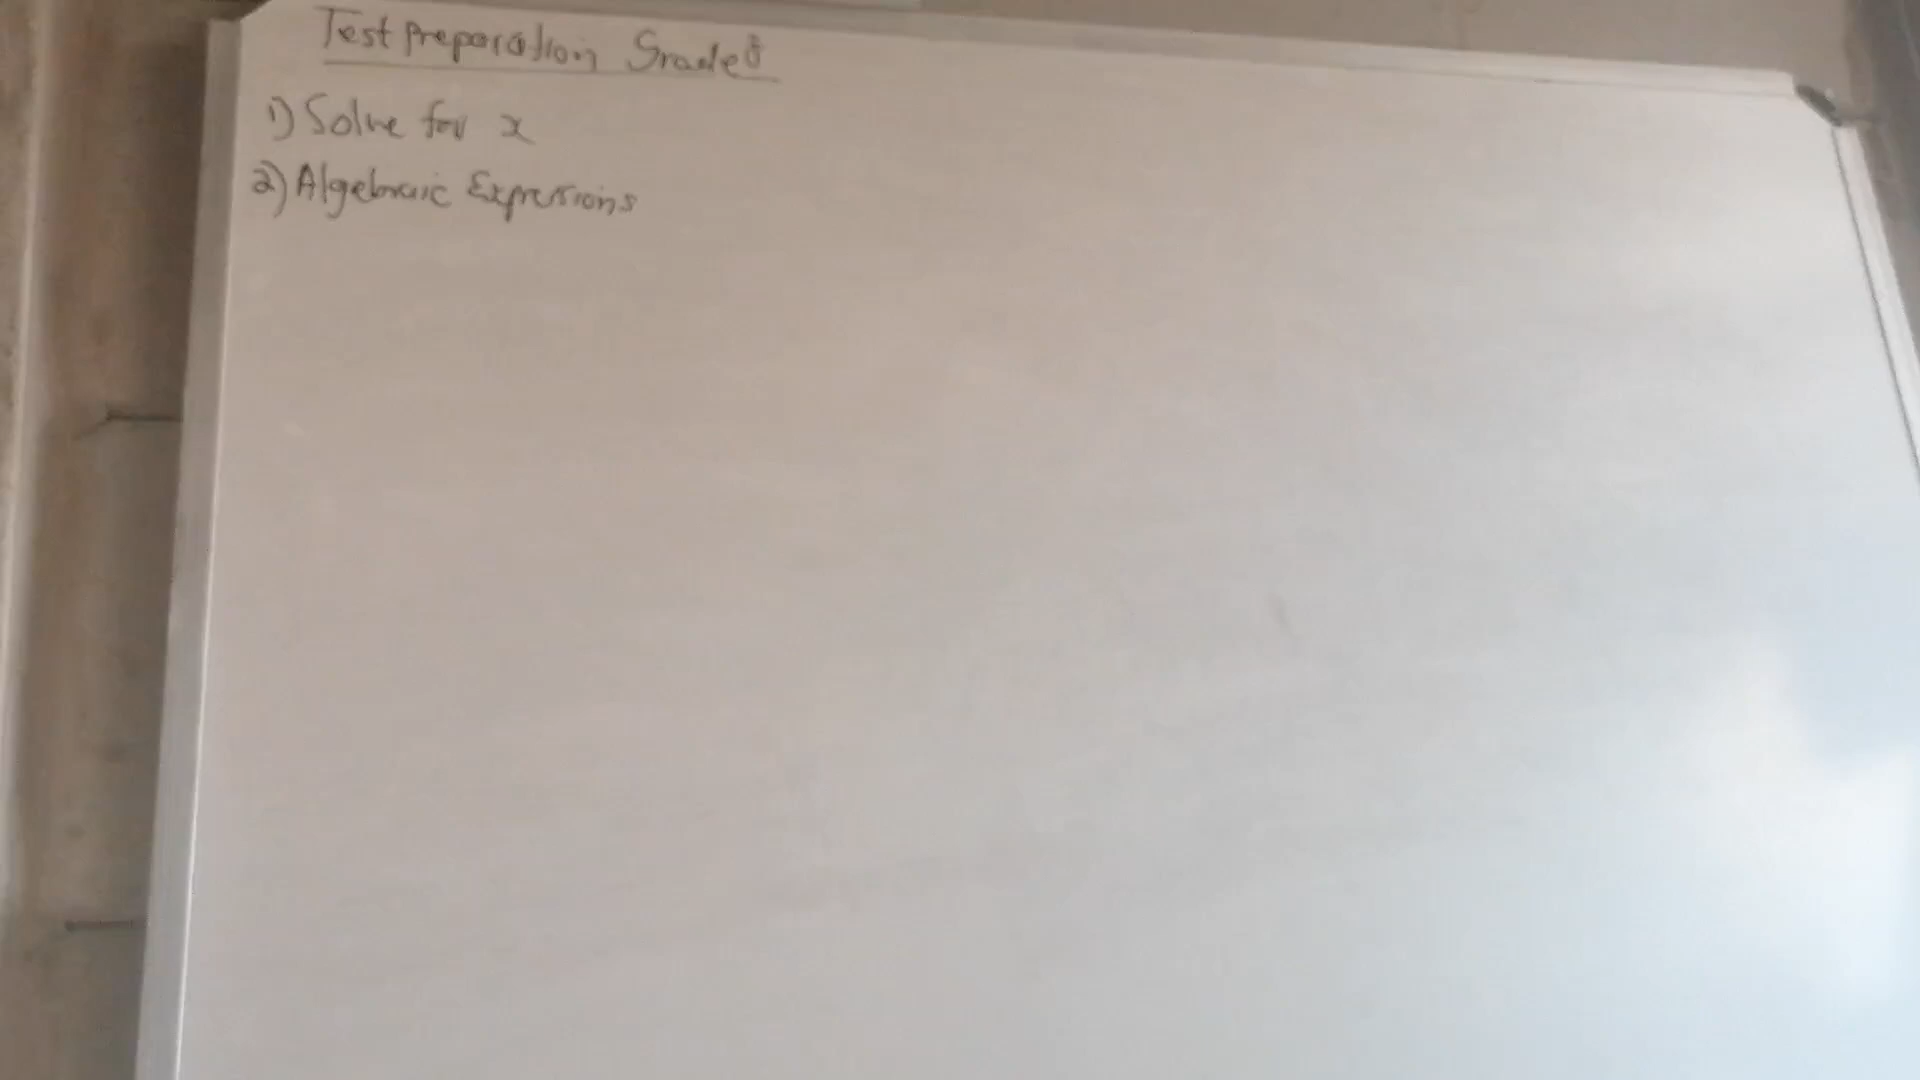 Test Preparation Grade 8
1) Solve for x
2) Algebraic Expressions